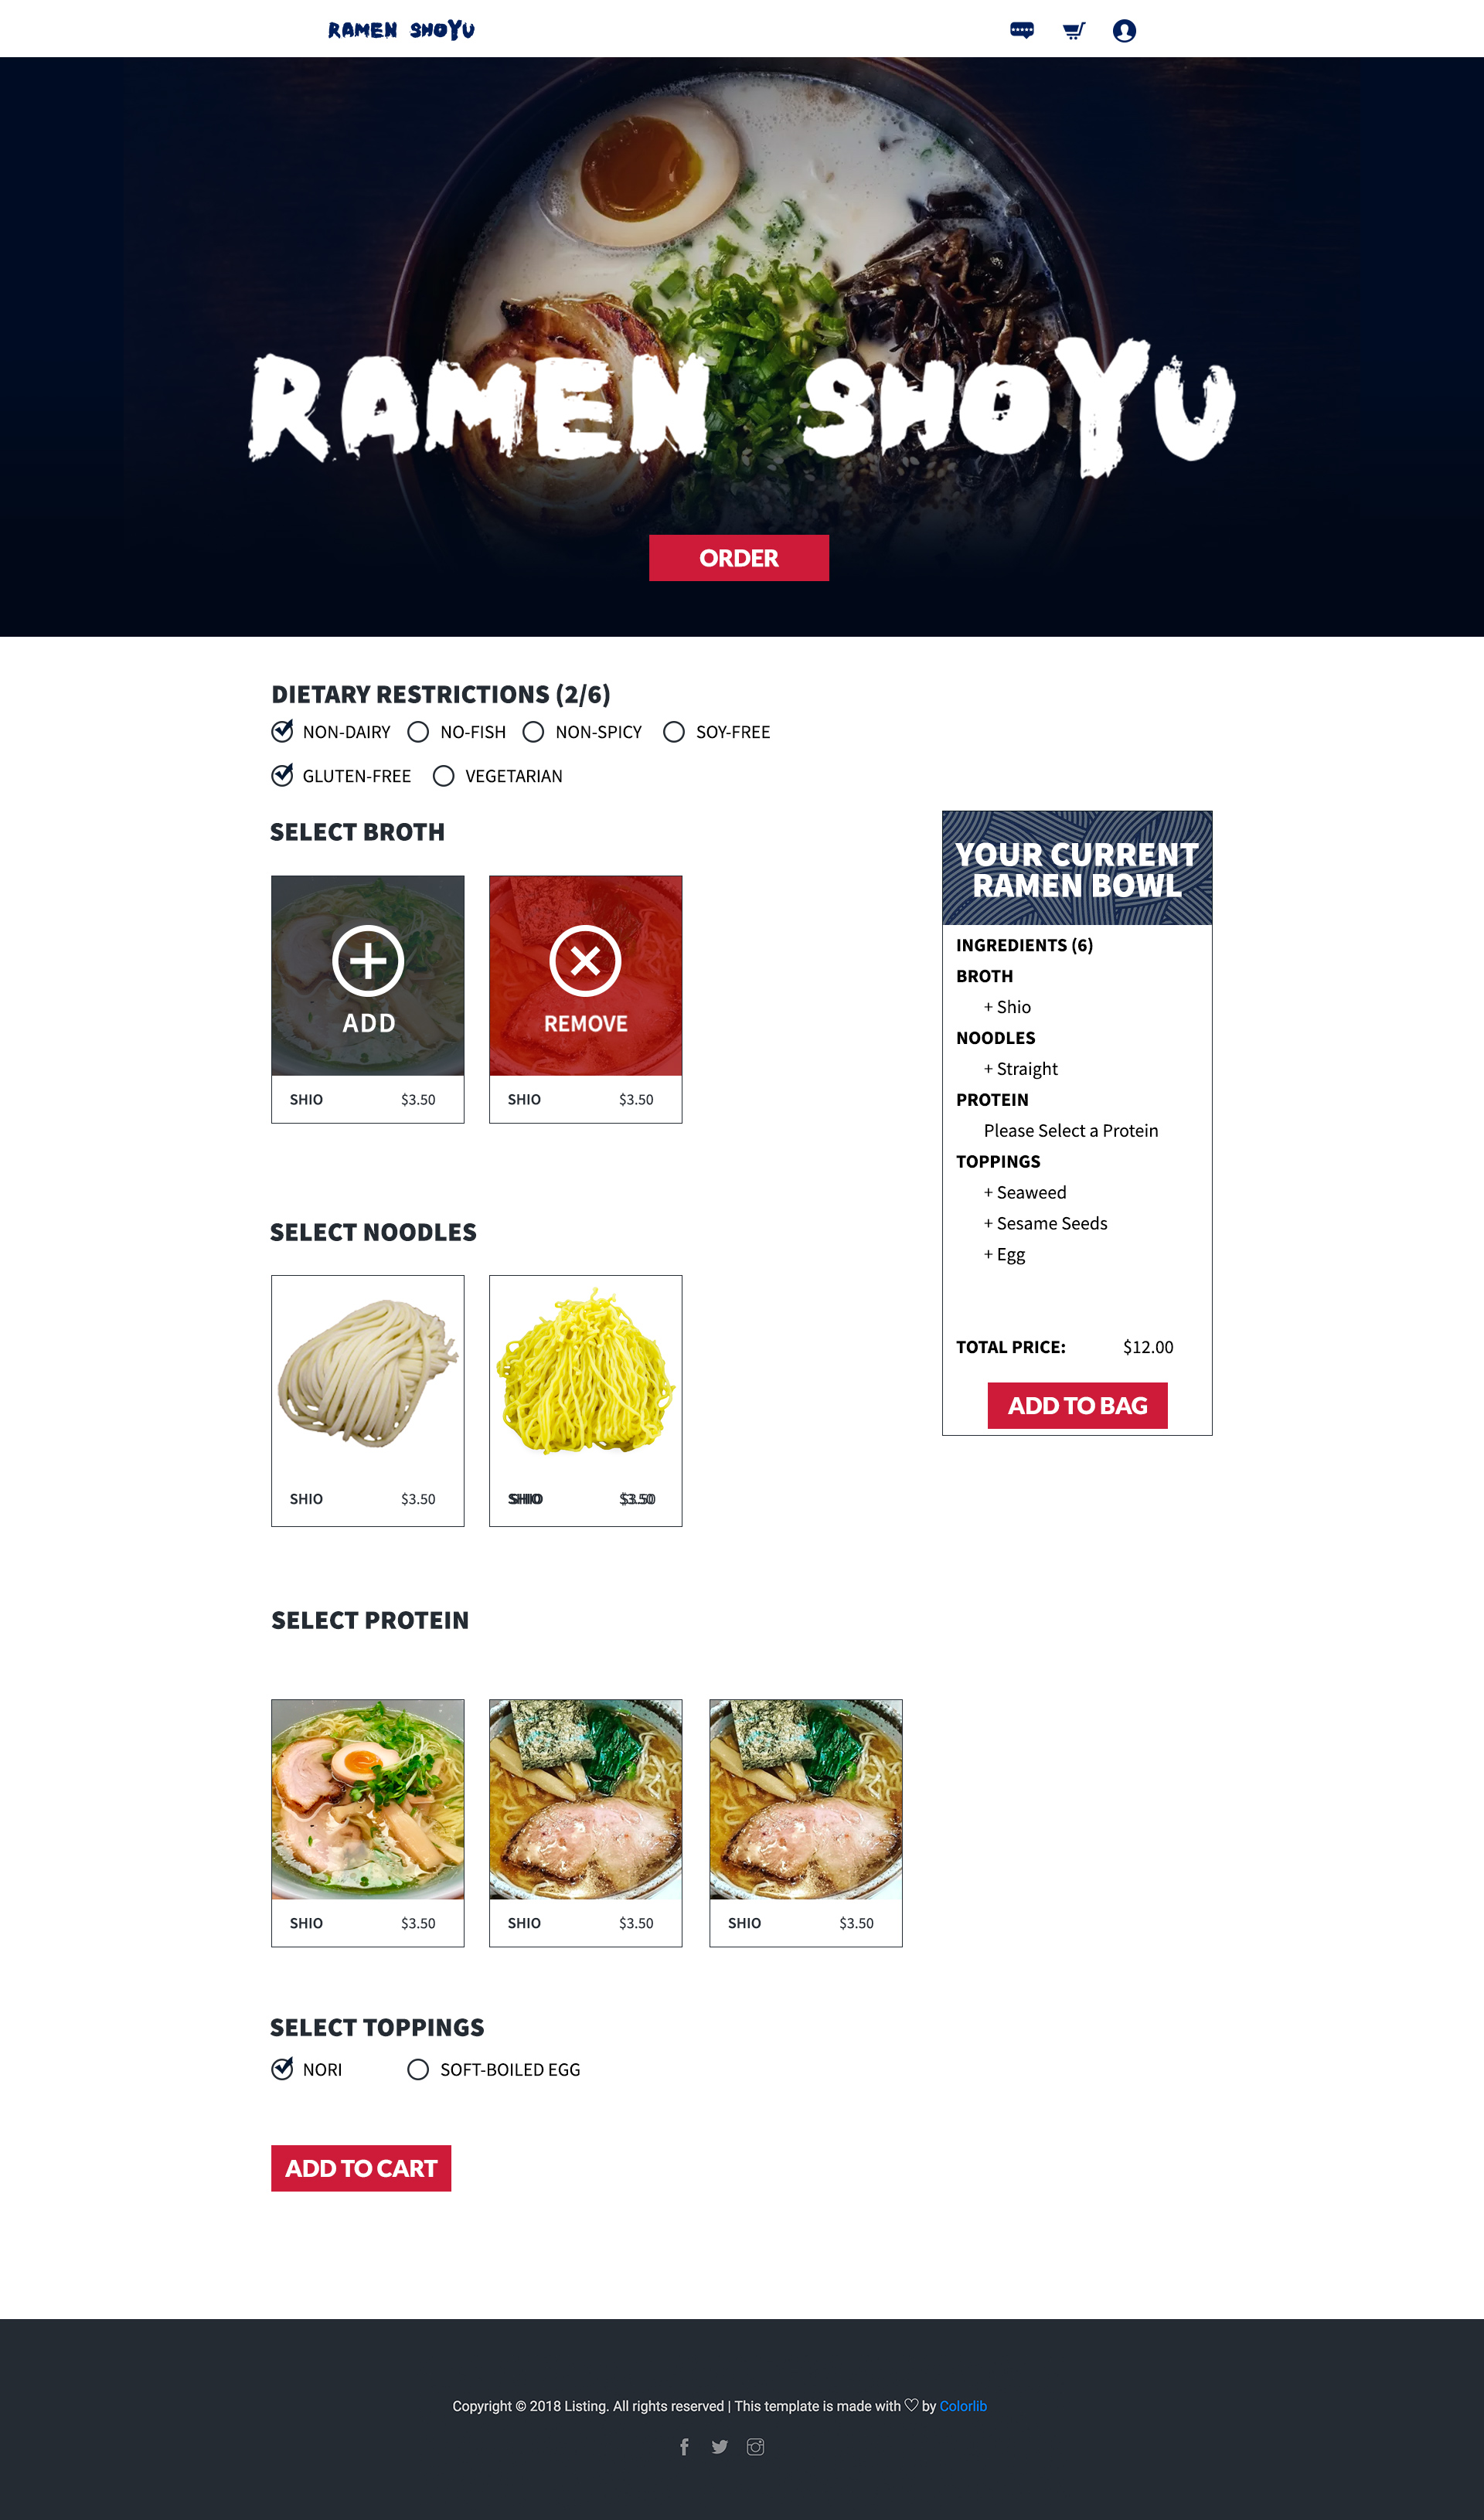 RAMEN SHOYU
RAMEN SHOYU
ORDER
DIETARY RESTRICTIONS (2/6)
NON-DAIRY NO-FISH NON-SPICY SOY-FREE
GLUTEN-FREE VEGETARIAN
SELECT BROTH
ADD
SHIO $3.50
REMOVE
SHIO $3.50
SELECT NOODLES
SHIO $3.50
SHIO $3.50
SELECT PROTEIN
SHIO $3.50
SHIO $3.50
SHIO $3.50
SELECT TOPPINGS
NORI SOFT-BOILED EGG
ADD TO CART
YOUR CURRENT
RAMEN BOWL
INGREDIENTS (6)
BROTH
+ Shio
NOODLES
+ Straight
PROTEIN
Please Select a Protein
TOPPINGS
+ Seaweed
+ Sesame Seeds
+ Egg
TOTAL PRICE: $12.00
ADD TO BAG
Copyright © 2018 Listing. All rights reserved | This template is made with ♡ by Colorlib